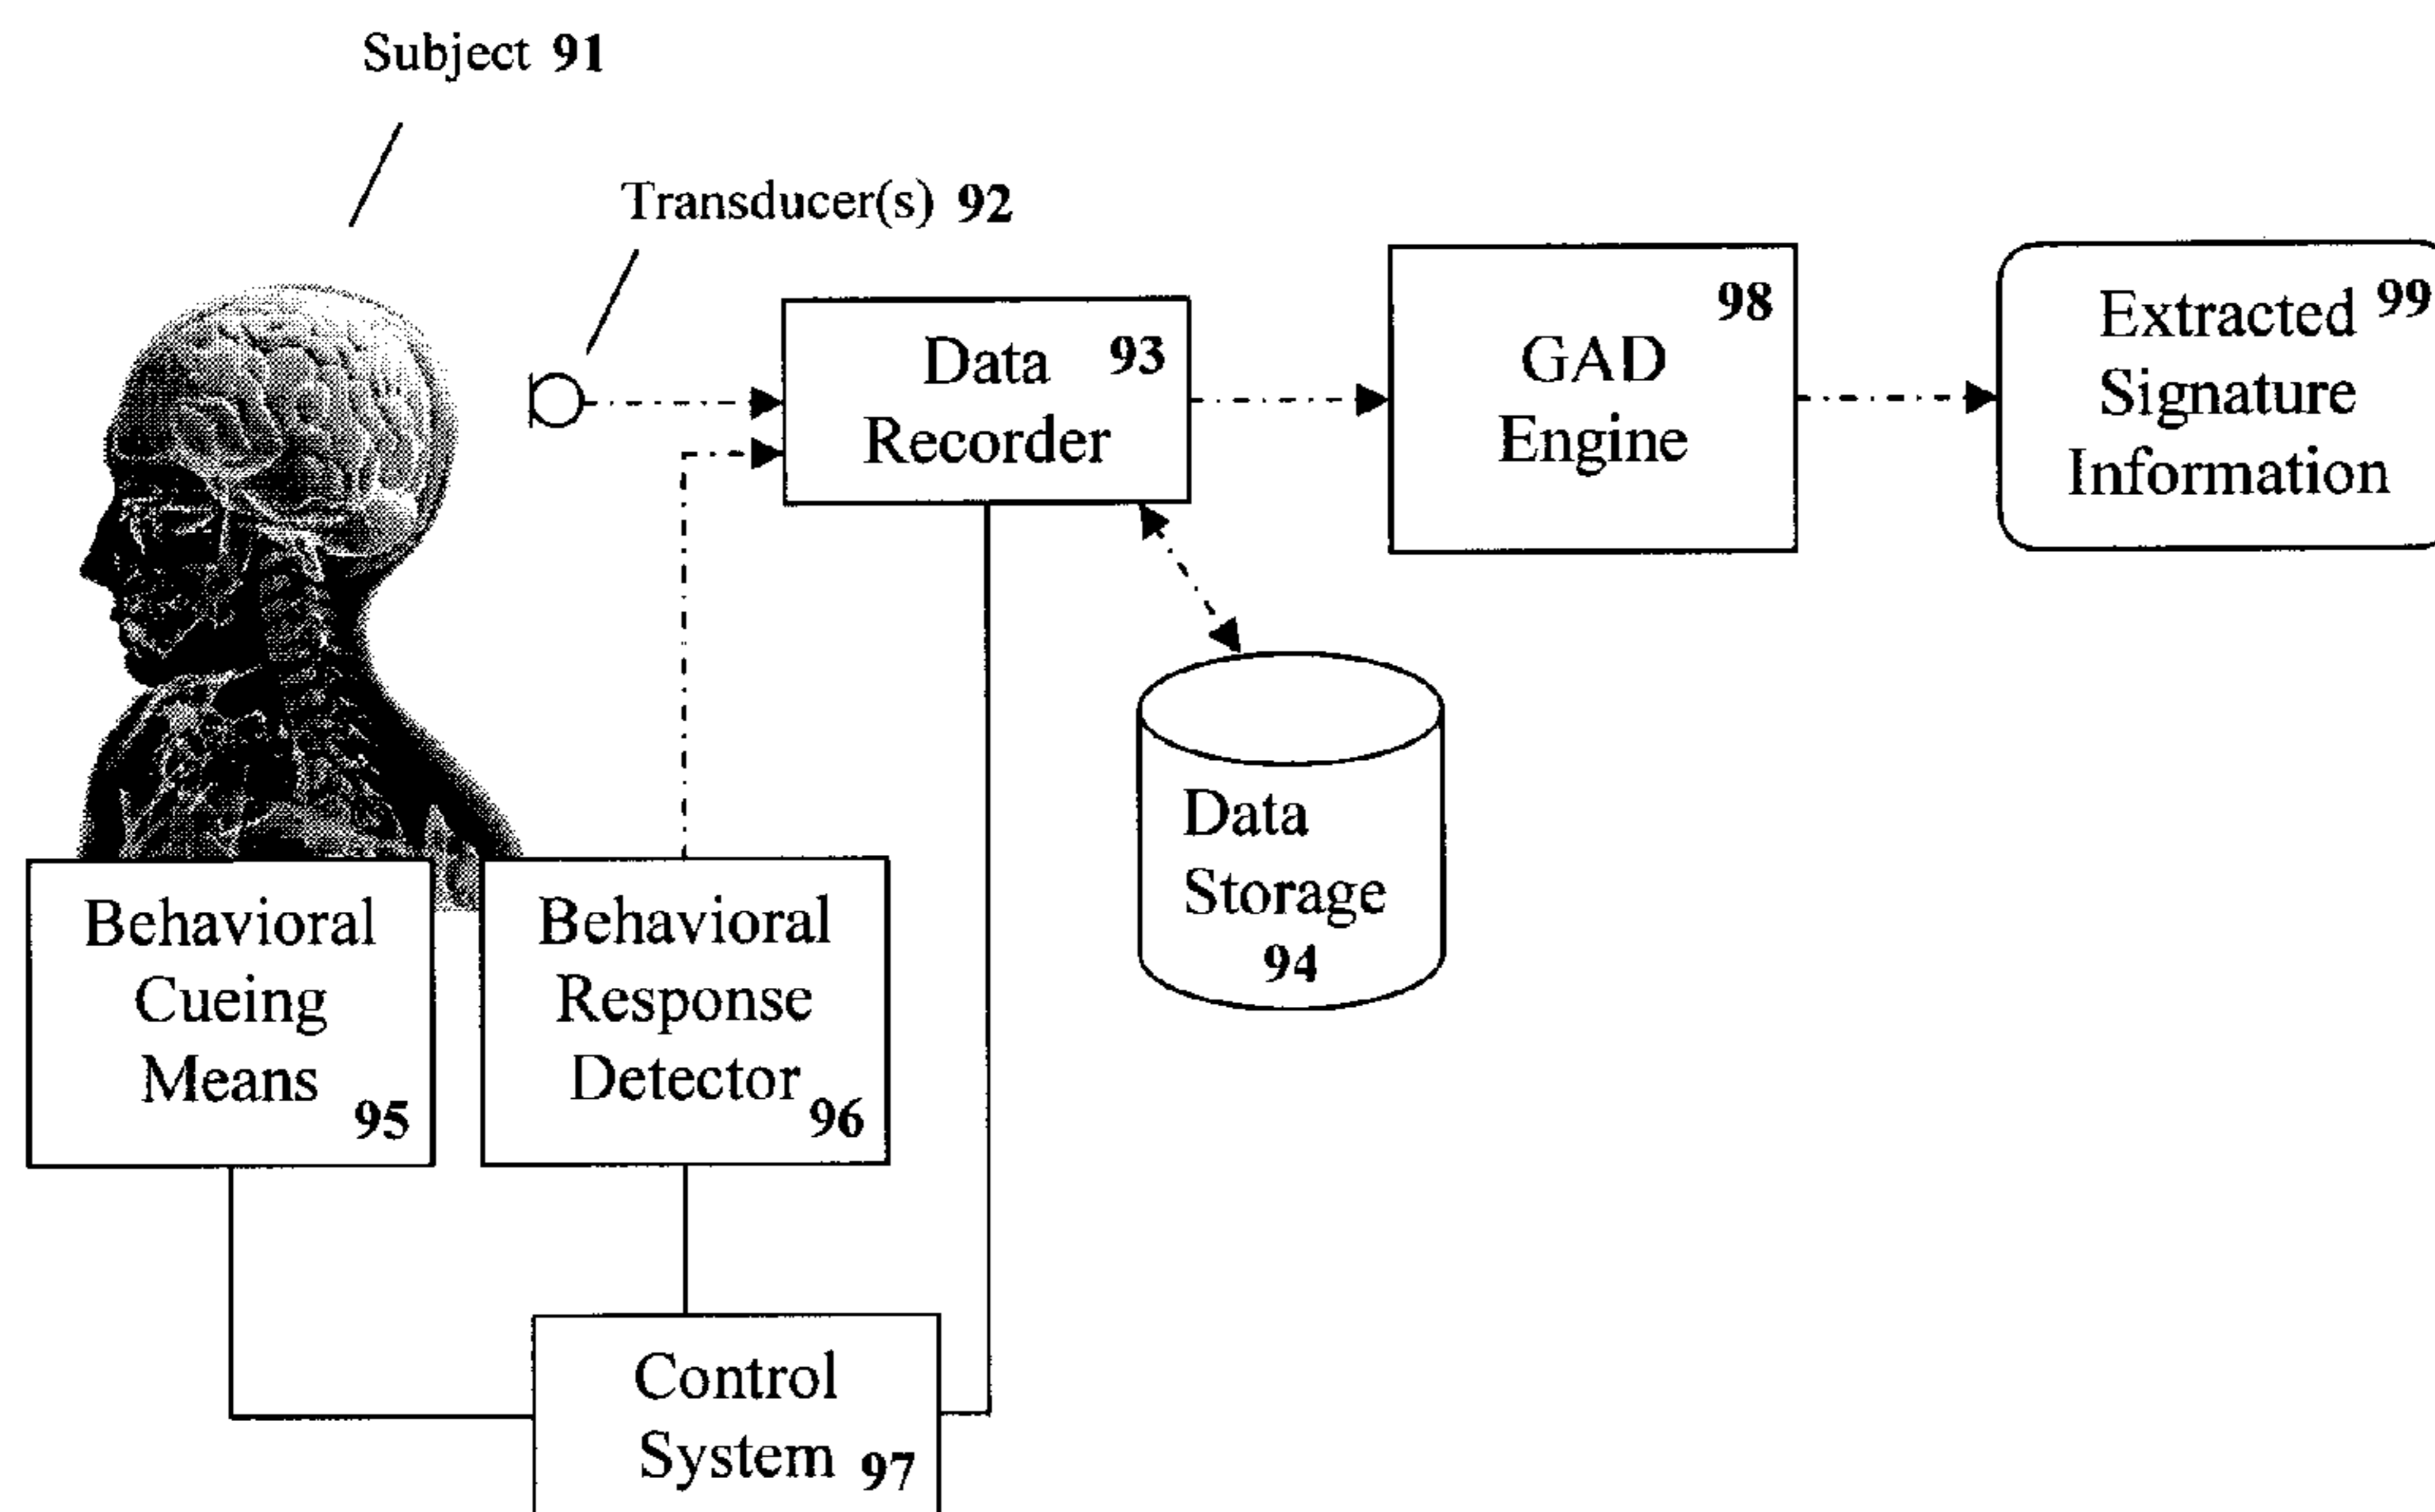 Subject 91
Transducer(s) 92
Data 93
Recorder
98
GAD
Engine
Extracted 99
Signature
Information
Data
Storage
94
Behavioral
Cueing
Means
95
Behavioral
Response
Detector
96
Control
System 97